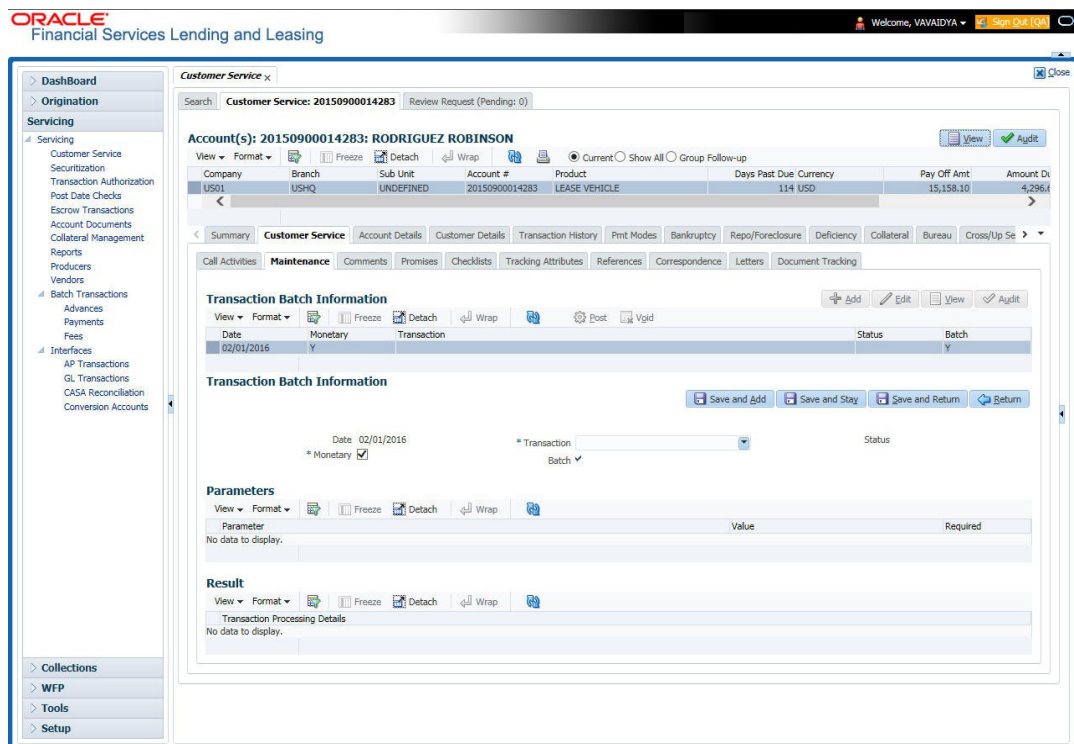 ORACLE
Financial Services Lending and Leasing
Welcome, VAVAIDYA
Sign Out [QA]
Close
DashBoard
Origination
Servicing
Servicing
Customer Service
Securitization
Transaction Authorization
Post Date Checks
Escrow Transactions
Account Documents
Collateral Management
Reports
Producers
Vendors
Batch Transactions
Advances
Payments
Fees
Interfaces
AP Transactions
GL Transactions
CASA Reconciliation
Conversion Accounts
Collections
WFP
Tools
Setup
Customer Service x
Search Customer Service: 20150900014283 Review Request (Pending: 0)
Account(s): 20150900014283: RODRIGUEZ ROBINSON
View Audit
View Format Freeze Detach Wrap Current Show All Group Follow-up
Company Branch Sub Unit Account # Product Days Past Due Currency Pay Off Amt Amount Du
US01 USHQ UNDEFINED 20150900014283 LEASE VEHICLE 114 USD 15,158.10 4,296.6
Summary Customer Service Account Details Customer Details Transaction History Pmt Modes Bankruptcy Repo/Foreclosure Deficiency Collateral Bureau Cross/Up Se
Call Activities Maintenance Comments Promises Checklists Tracking Attributes References Correspondence Letters Document Tracking
Transaction Batch Information
Add Edit View Audit
View Format Freeze Detach Wrap Post Void
Date Monetary Transaction Status Batch
02/01/2016 Y Y
Transaction Batch Information
Save and Add Save and Stay Save and Return Return
Date 02/01/2016 * Transaction Status
* Monetary Batch
Parameters
View Format Freeze Detach Wrap
Parameter Value Required
No data to display.
Result
View Format Freeze Detach Wrap
Transaction Processing Details
No data to display.